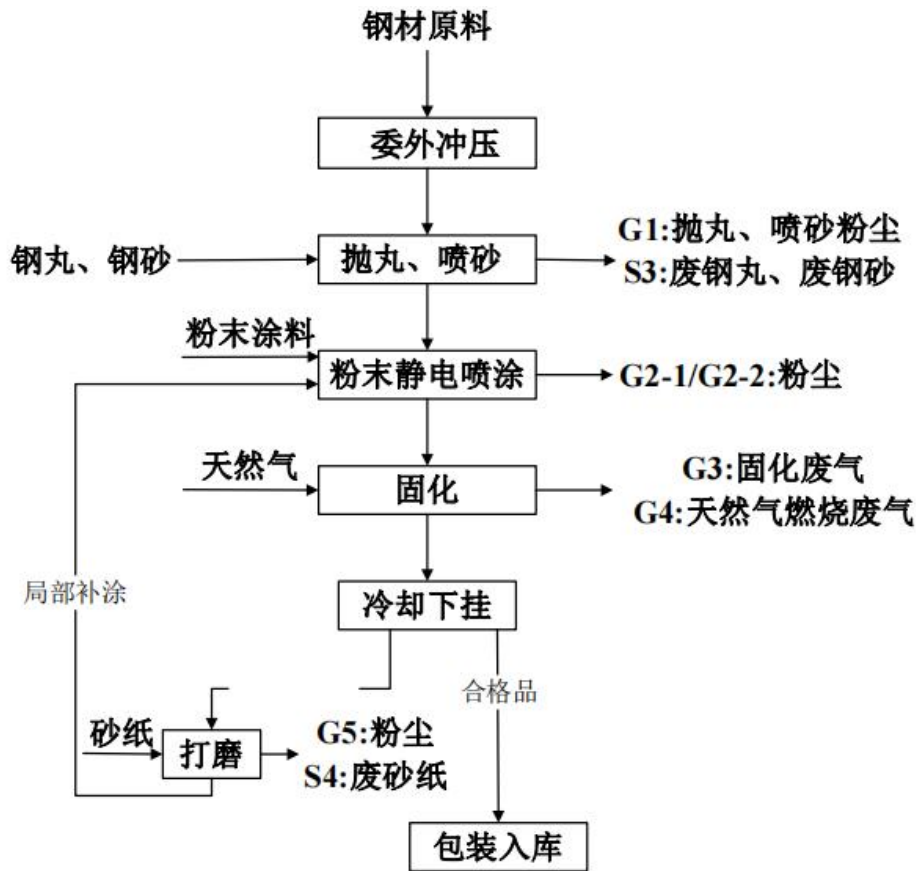 钢材原料
委外冲压
钢丸、钢砂
抛丸、喷砂
G1:抛丸、喷砂粉尘
S3:废钢丸、废钢砂
粉末涂料
粉末静电喷涂
G2-1/G2-2:粉尘
天然气
固化
G3:固化废气
G4:天然气燃烧废气
局部补涂
冷却下挂
合格品
砂纸
打磨
G5:粉尘
S4:废砂纸
包装入库